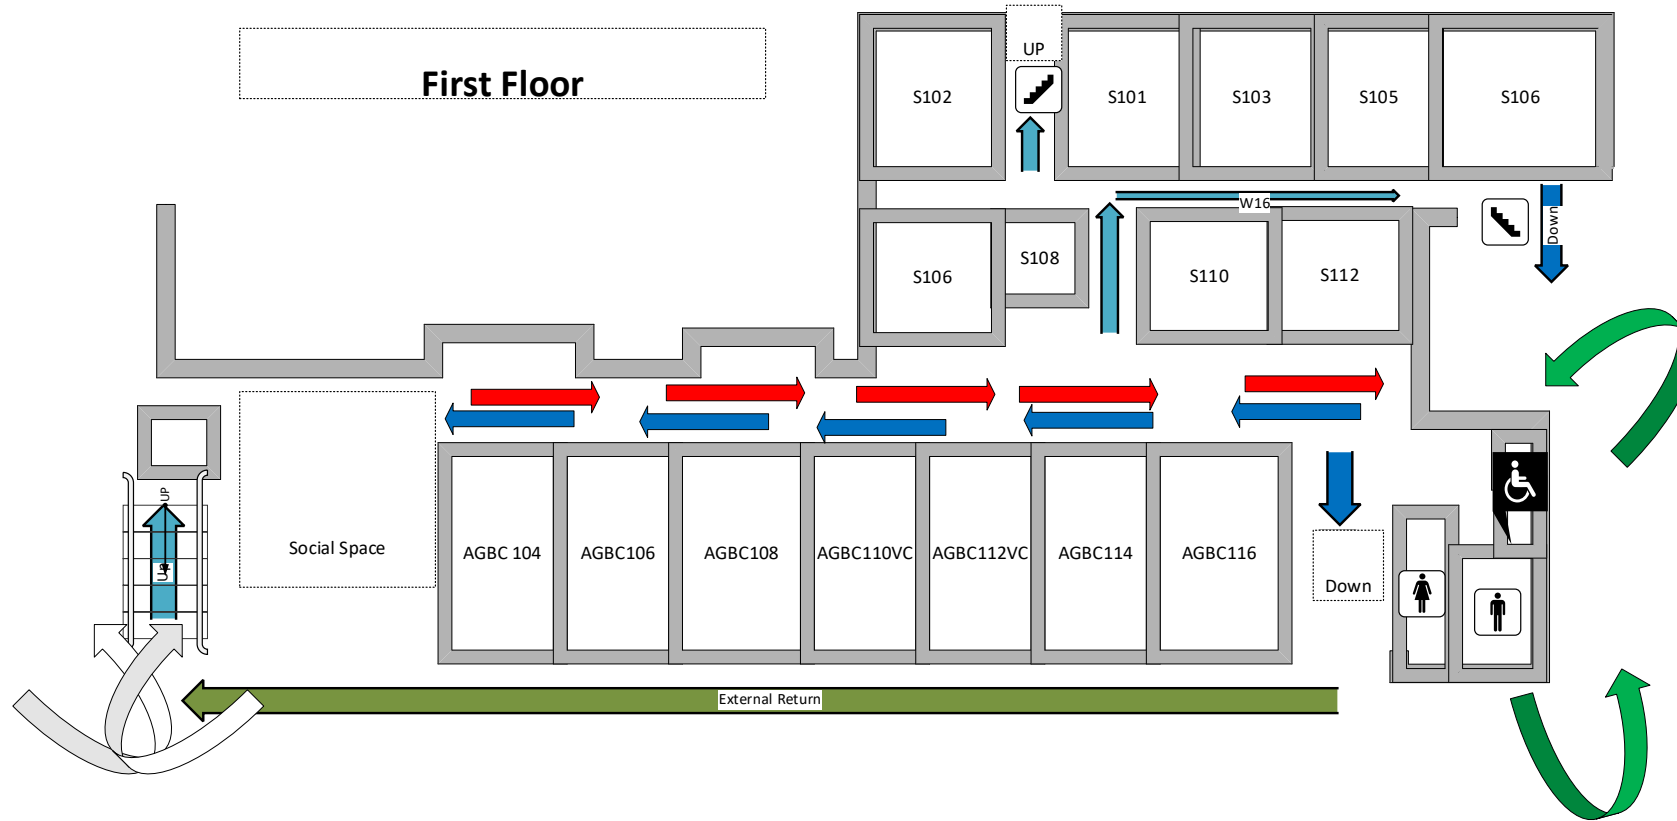 First Floor
UP
S102
S101
S103
S105
S106
W16
Down
S106
S108
S110
S112
UP
Up
Social Space
AGBC 104
AGBC106
AGBC108
AGBC110VC
AGBC112VC
AGBC114
AGBC116
Down
External Return